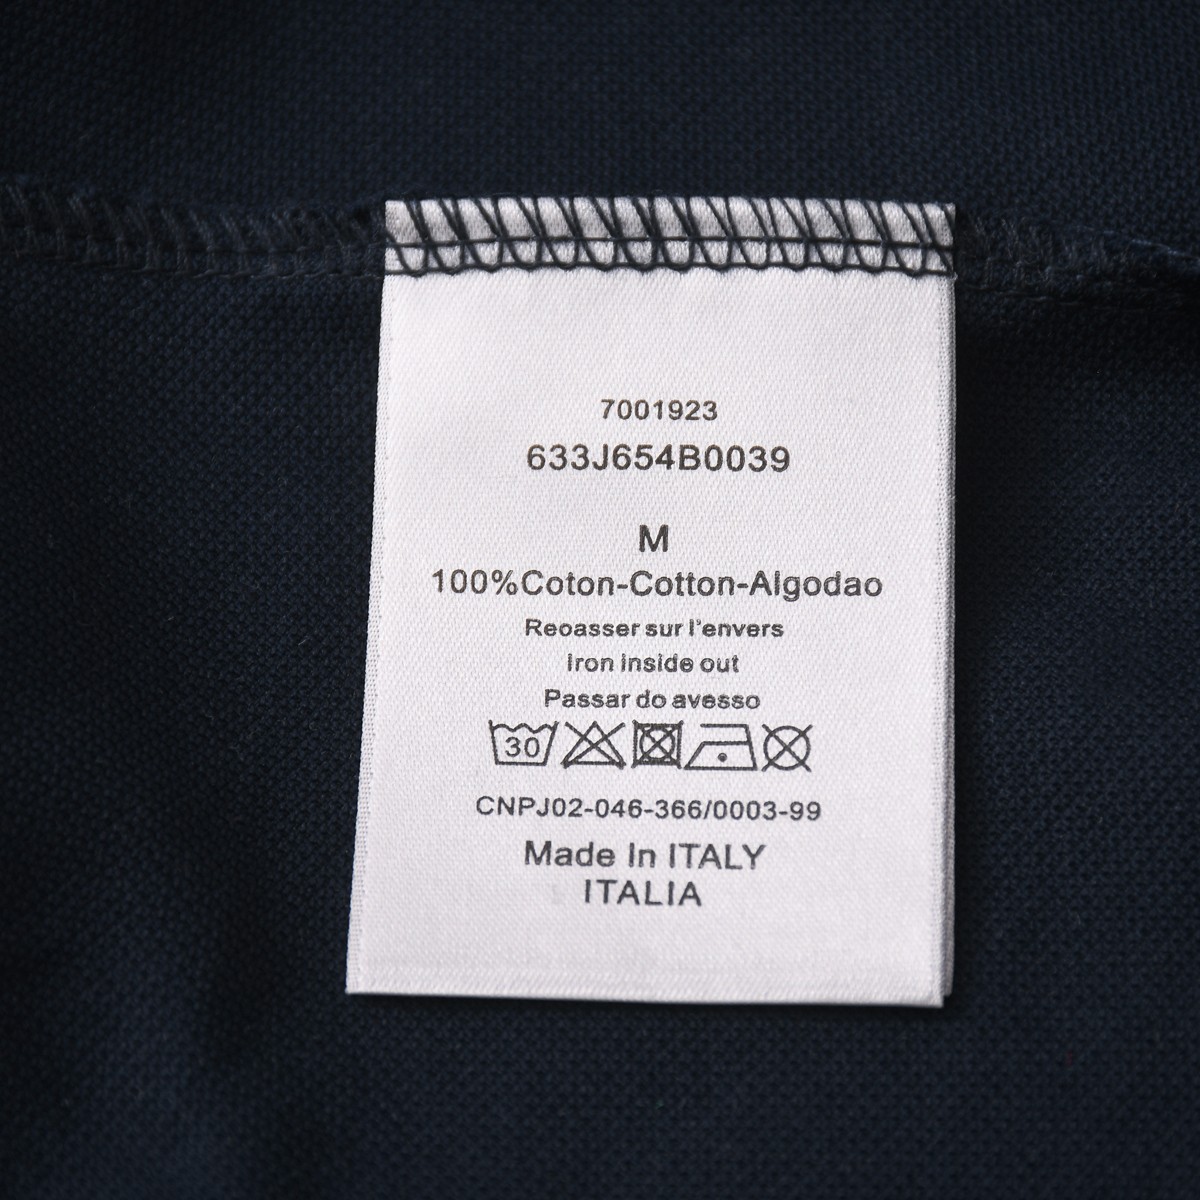 7001923
633J654B0039
M
100%Coton-Cotton-Algodao
Reoasser sur l'envers
Iron Inside out
Passar do avesso
30
CNPJ02-046-366/0003-99
Made In ITALY
ITALIA